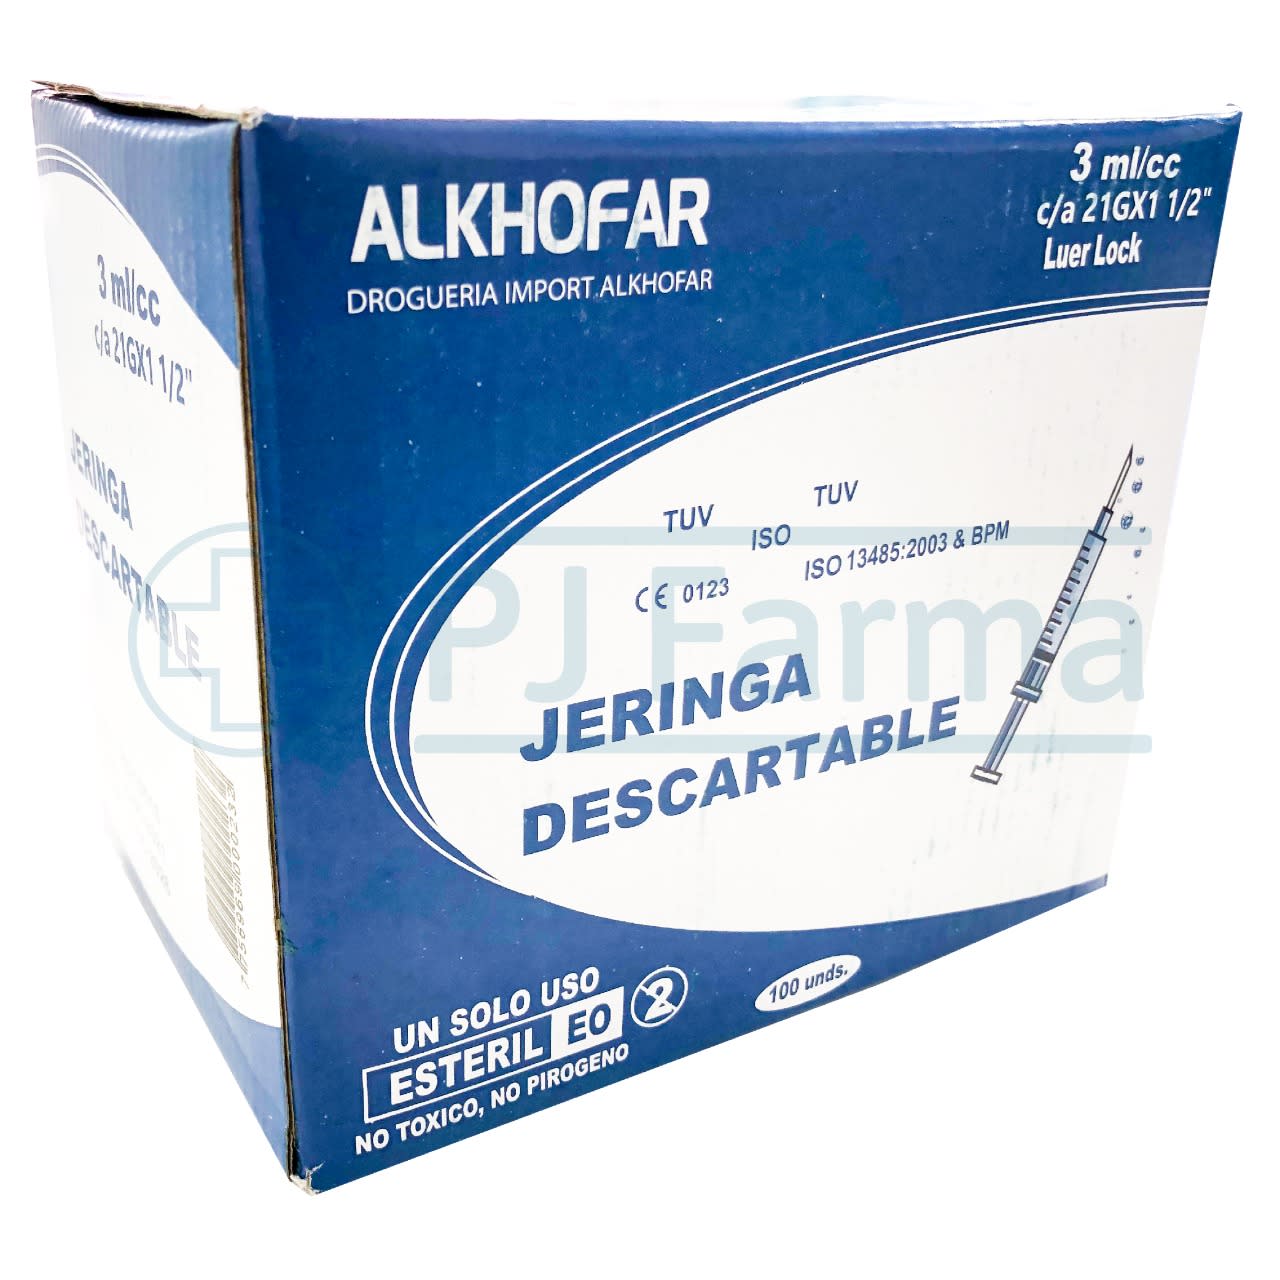 ALKHOFAR
DROGUERIA IMPORT ALKHOFAR
3 ml/cc
c/a 21GX1 1/2"
Luer Lock
3 ml/cc
c/a 21GX1 1/2"
JERINGA
DESCARTABLE
TUV
ISO
TUV
CE 0123
ISO 13485:2003 & BPM
PJ Farma
JERINGA
DESCARTABLE
100 unds.
UN SOLO USO
ESTERIL EO
2
NO TOXICO, NO PIROGENO